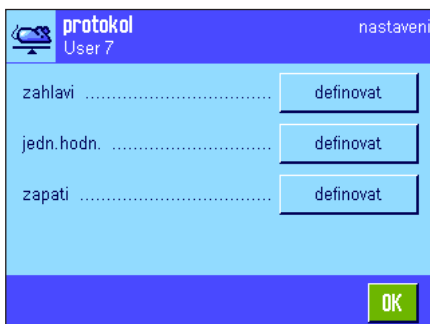 protokol
nastaveni
User 7
zahlavi ................................ definovat
jedn.hodn. ............................ definovat
zapati ................................. definovat
OK